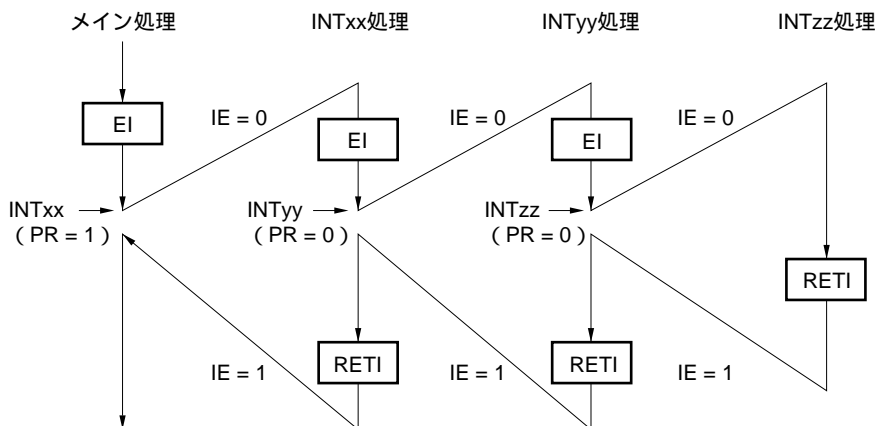 メイン処理 INTxx処理 INTyy処理 INTzz処理
EI IE = 0 EI IE = 0 EI IE = 0
INTxx INTyy INTzz
（PR = 1） （PR = 0） （PR = 0）
RETI
IE = 1 RETI IE = 1 RETI IE = 1